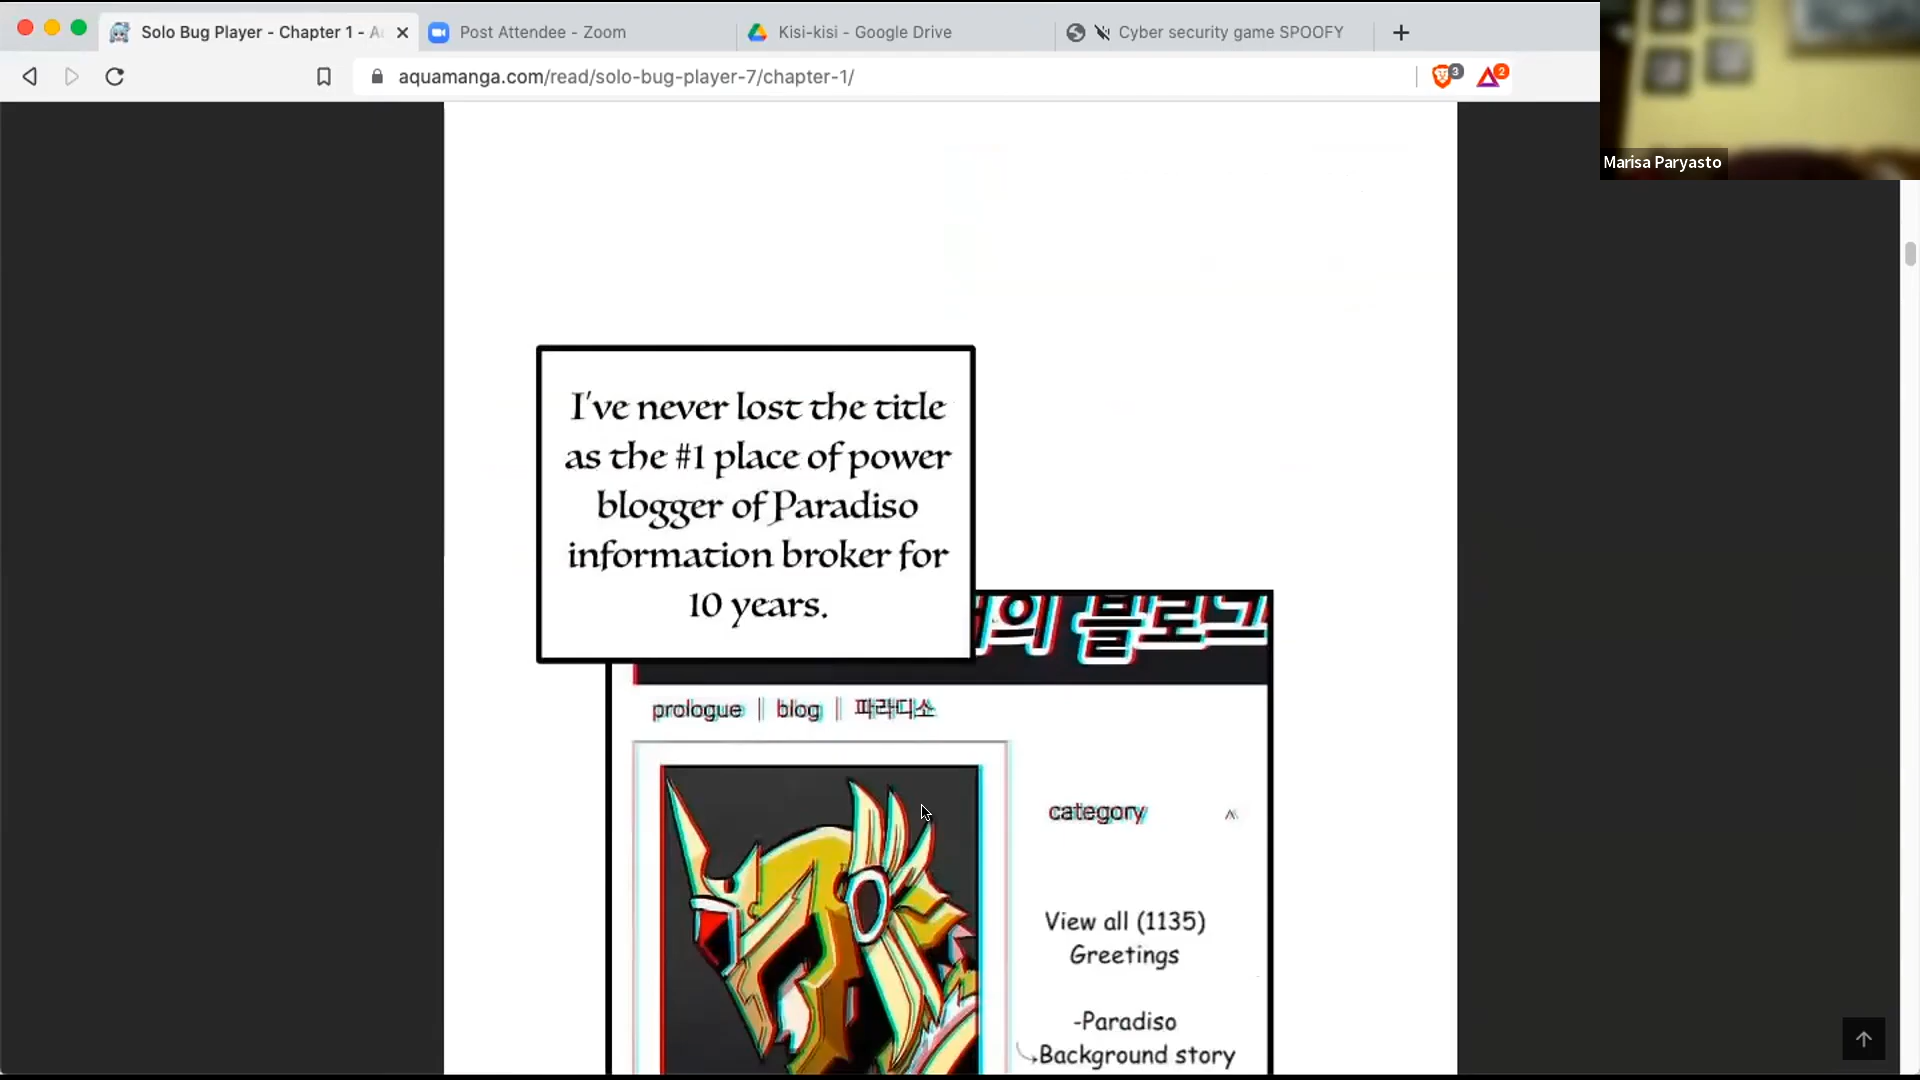 Solo Bug Player - Chapter 1 - A
Post Attendee - Zoom
Kisi-kisi - Google Drive
Cyber security game SPOOFY
aquamanga.com/read/solo-bug-player-7/chapter-1/
3
2
Marisa Paryasto
I've never lost the title
as the #1 place of power
blogger of Paradiso
information broker for
10 years.
의 블로그
prologue || blog || 파라디소
category
View all (1135)
Greetings
-Paradiso
Background story